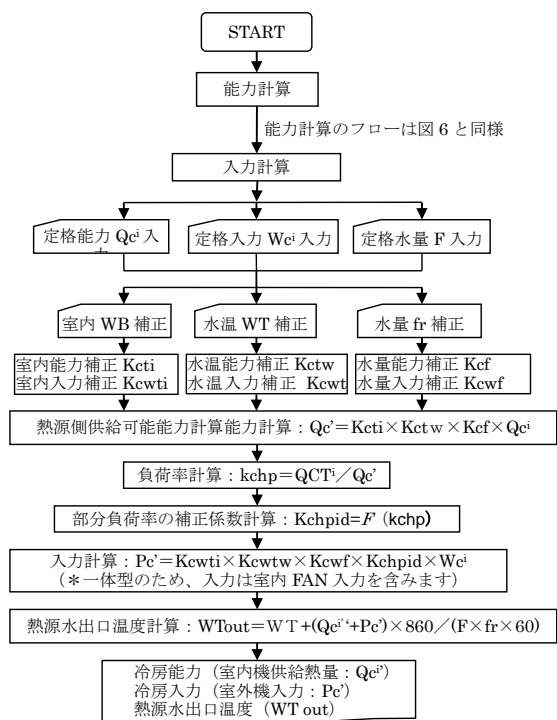 START
能力計算
能力計算のフローは図 6 と同様
入力計算
定格能力 Qcⁱ 入
定格入力 Wcⁱ 入力
定格水量 F 入力
室内 WB 補正
水温 WT 補正
水量 fr 補正
室内能力補正 Kcti
室内入力補正 Kcwti
水温能力補正 Kctw
水温入力補正 Kcwt
水量能力補正 Kcf
水量入力補正 Kcwf
熱源側供給可能能力計算能力計算：Qc’=Kcti×Kctw×Kcf×Qcⁱ
負荷率計算：kchp=QCTⁱ／Qc’
部分負荷率の補正係数計算：Kchpid=F (kchp)
入力計算：Pc’=Kcwti×Kcwtw×Kcwf×Kchpid×Wcⁱ
（＊一体型のため、入力は室内 FAN 入力を含みます）
熱源水出口温度計算：WTout=ＷＴ+(Qcⁱ’‘+Pc’)×860／(F×fr×60)
冷房能力（室内機供給熱量：Qcⁱ’）
冷房入力（室外機入力：Pc’）
熱源水出口温度（WT out）